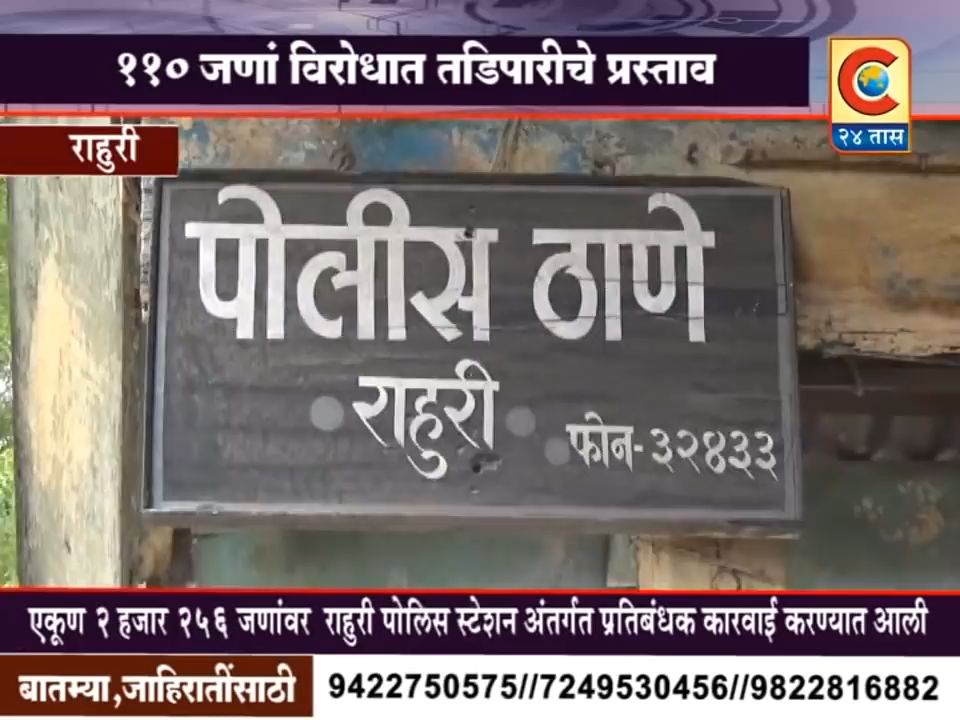 ११० जणां विरोधात तडिपारीचे प्रस्ताव
C
२४ तास
राहुरी
पोलीस ठाणे
राहुरी
फोन-३२४३३
एकूण २ हजार २५६ जणांवर राहुरी पोलिस स्टेशन अंतर्गत प्रतिबंधक कारवाई करण्यात आली
बातम्या,जाहिरातींसाठी
9422750575//7249530456//9822816882